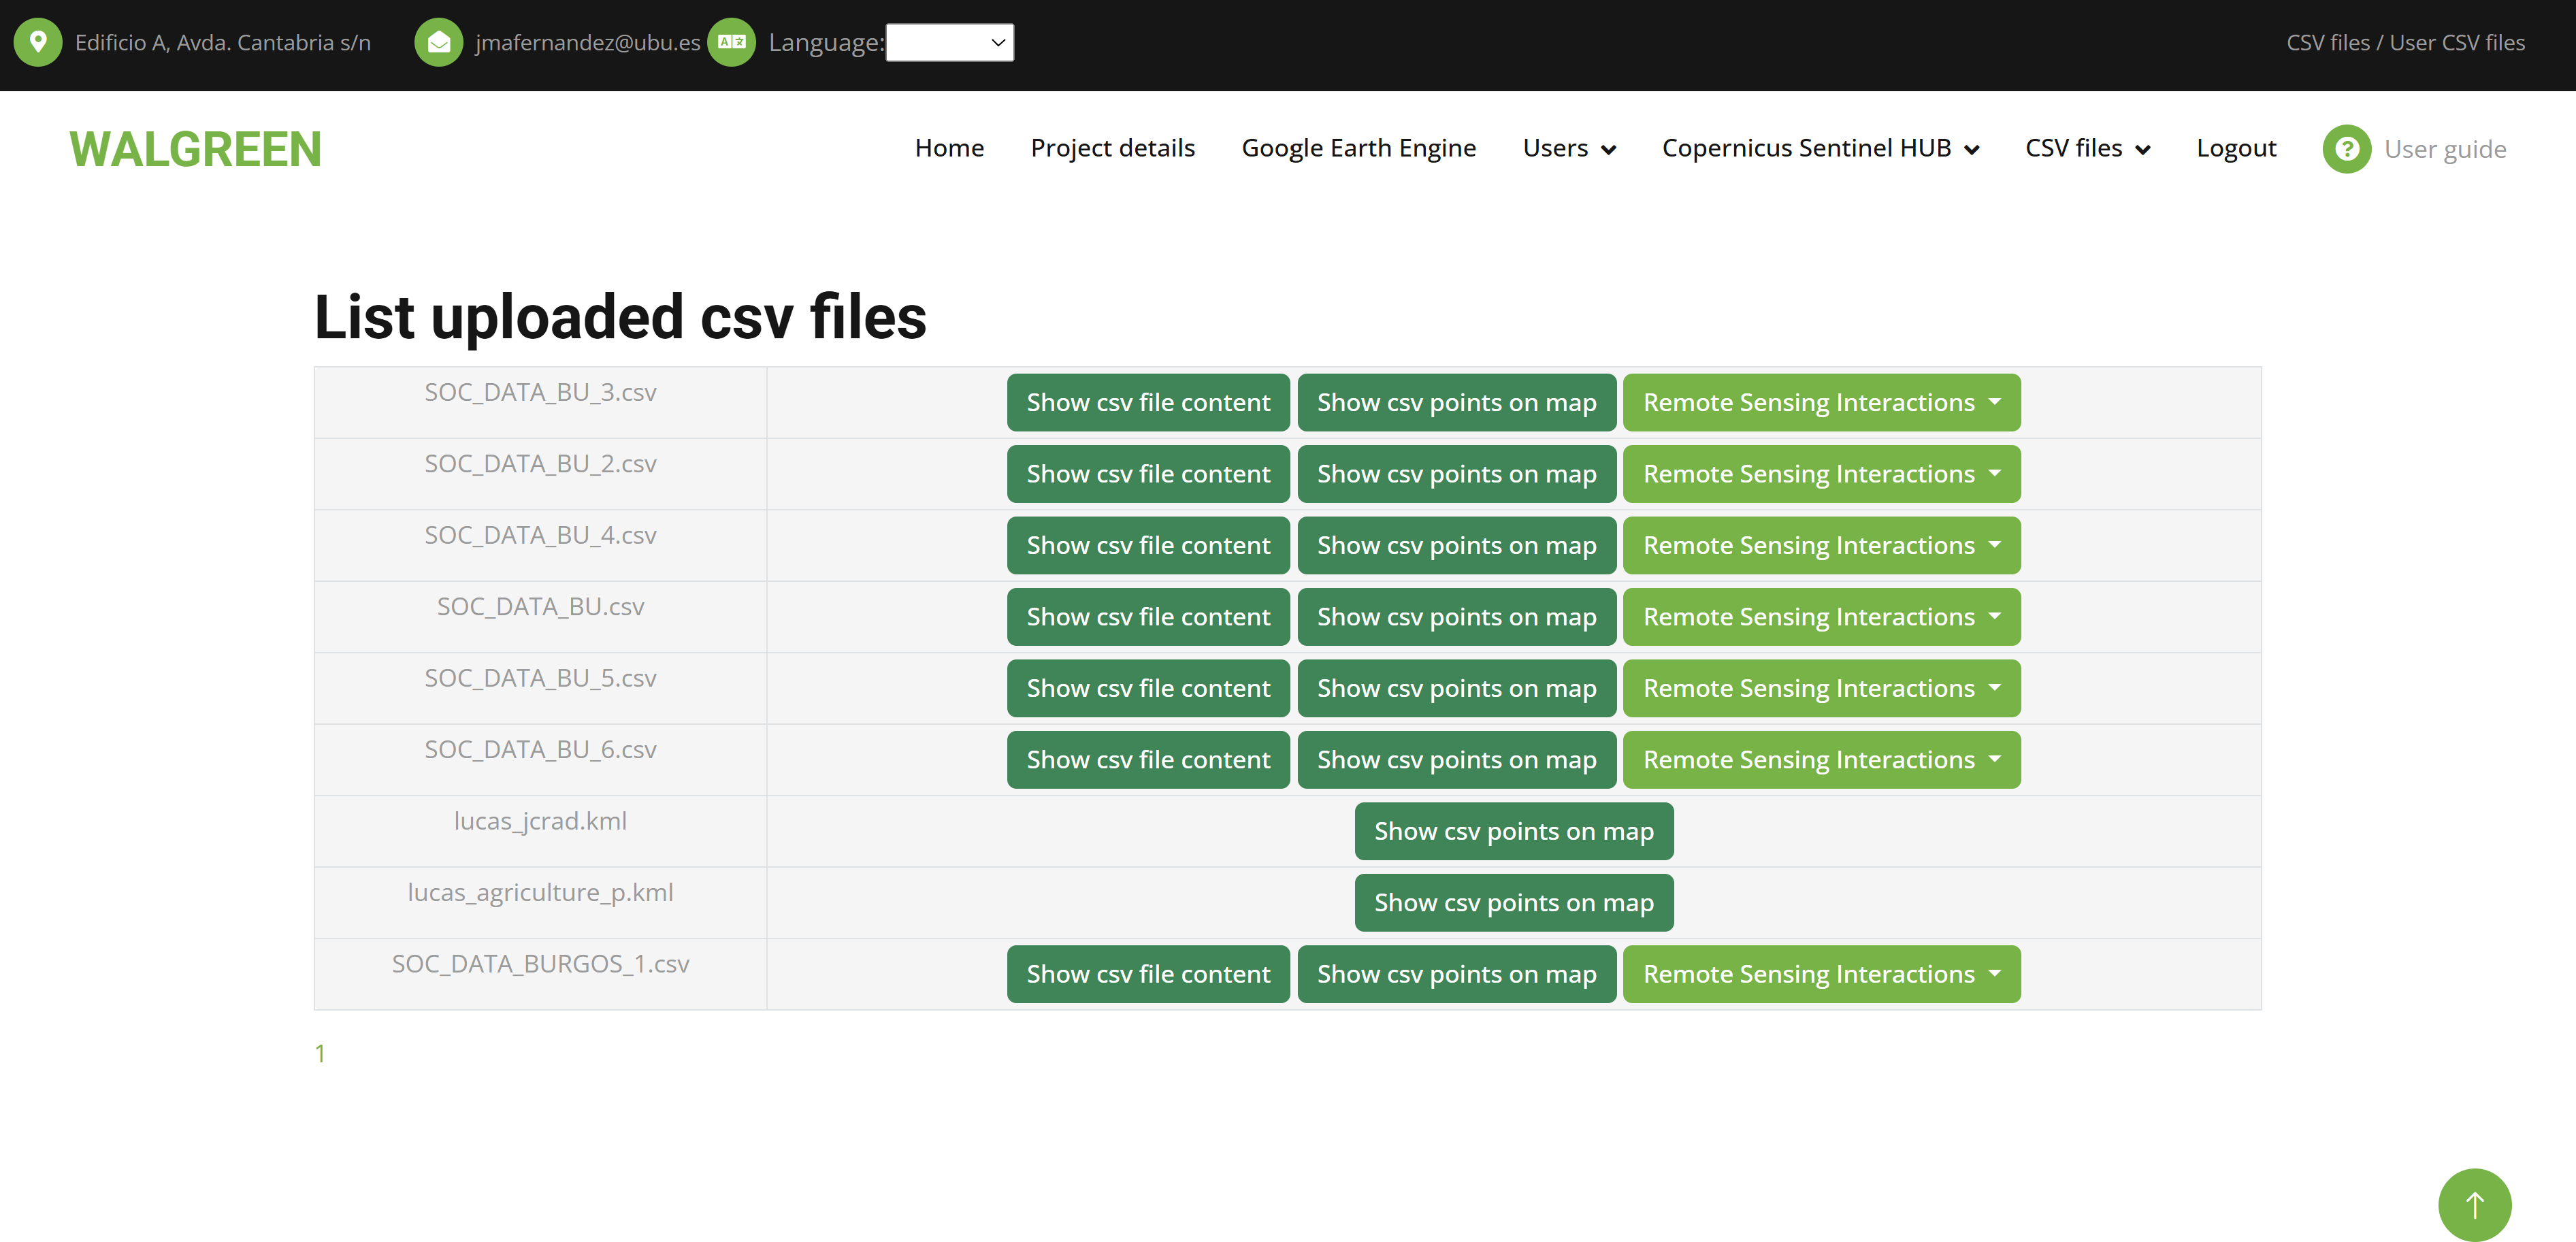 Edificio A, Avda. Cantabria s/n jmafernandez@ubu.es Language: CSV files / User CSV files
WALGREEN Home Project details Google Earth Engine Users Copernicus Sentinel HUB CSV files Logout User guide
List uploaded csv files
SOC_DATA_BU_3.csv Show csv file content Show csv points on map Remote Sensing Interactions
SOC_DATA_BU_2.csv Show csv file content Show csv points on map Remote Sensing Interactions
SOC_DATA_BU_4.csv Show csv file content Show csv points on map Remote Sensing Interactions
SOC_DATA_BU.csv Show csv file content Show csv points on map Remote Sensing Interactions
SOC_DATA_BU_5.csv Show csv file content Show csv points on map Remote Sensing Interactions
SOC_DATA_BU_6.csv Show csv file content Show csv points on map Remote Sensing Interactions
lucas_jcrad.kml Show csv points on map
lucas_agriculture_p.kml Show csv points on map
SOC_DATA_BURGOS_1.csv Show csv file content Show csv points on map Remote Sensing Interactions
1